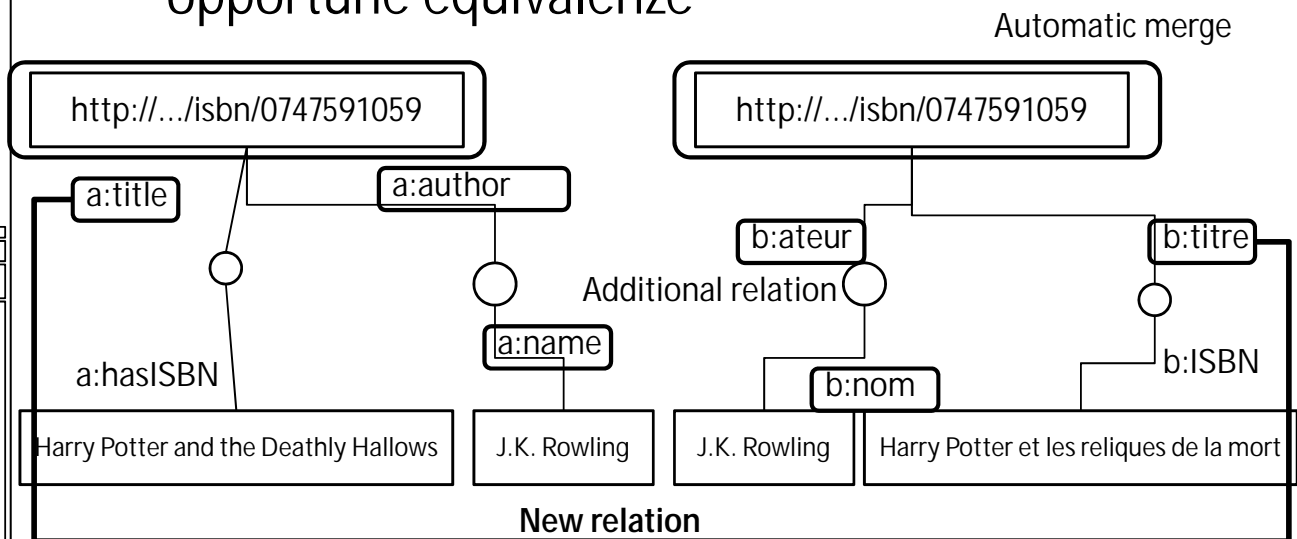 opportune equivalenze
Automatic merge
http://.../isbn/0747591059
http://.../isbn/0747591059
a:title
a:author
b:ateur
b:titre
Additional relation
a:name
a:hasISBN
b:ISBN
b:nom
Harry Potter and the Deathly Hallows
J.K. Rowling
J.K. Rowling
Harry Potter et les reliques de la mort
New relation